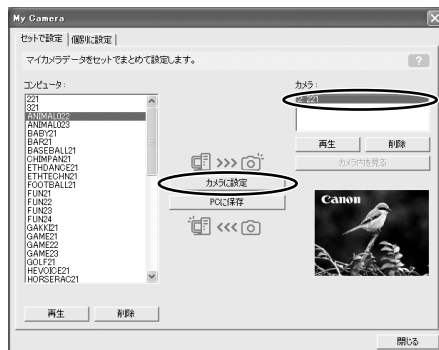 My Camera
セットで設定
個別に設定
マイカメラデータをセットでまとめて設定します。
?
コンピュータ:
221
321
ANIMAL022
ANIMAL023
BABY21
BAR21
BASEBALL21
CHIMPAN21
ETHDANCE21
ETHTECHN21
FOOTBALL21
FUN21
FUN22
FUN23
FUN24
GAKKI21
GAME21
GAME22
GAME23
GOLF21
HEVOICE21
HORSERAC21
再生
削除
>>>
カメラに設定
PCに保存
<<<
カメラ:
2 221
再生
削除
カメラ内を見る
Canon
閉じる